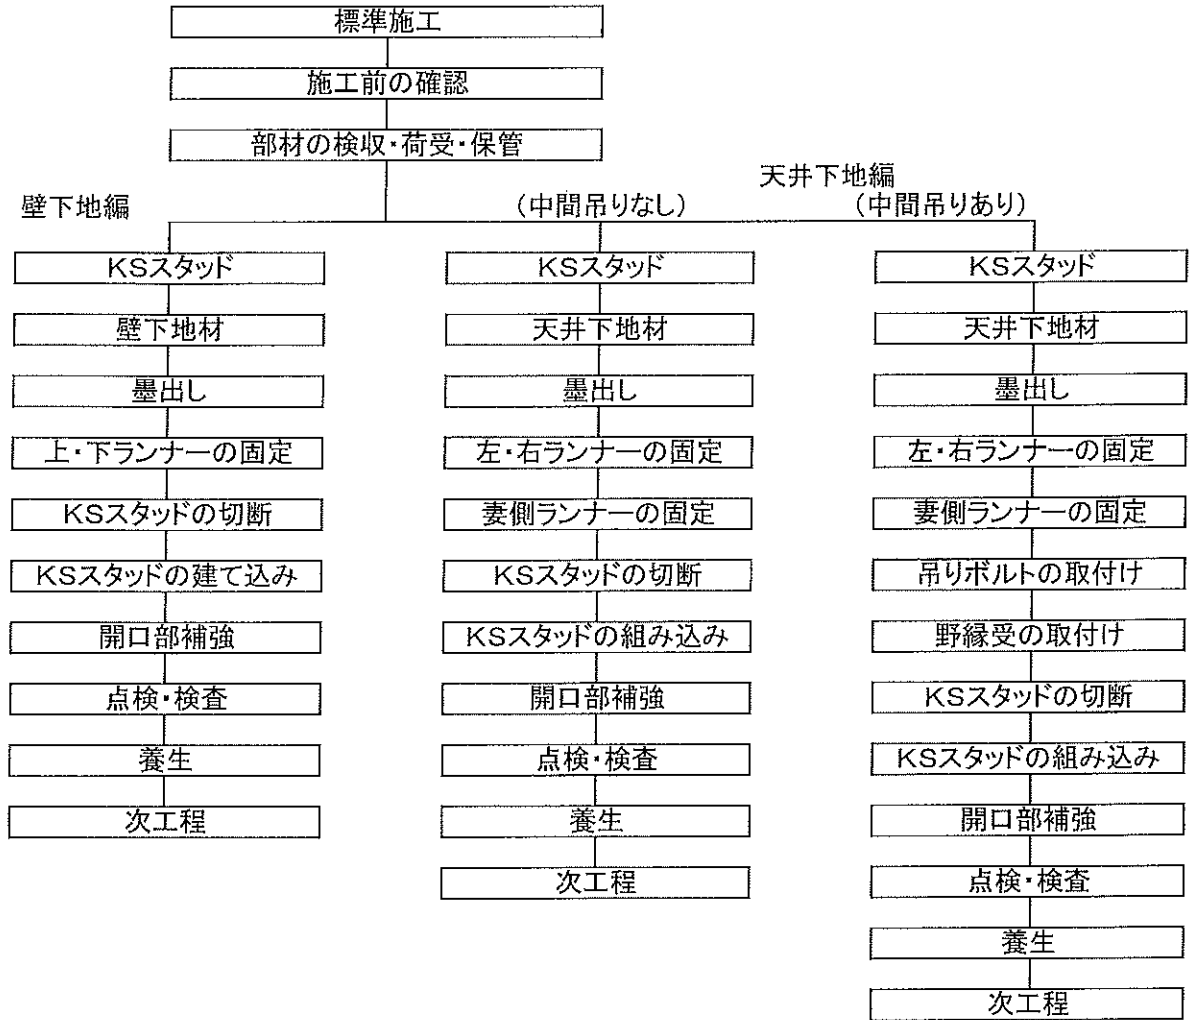 標準施工
施工前の確認
部材の検収・荷受・保管
壁下地編
天井下地編
(中間吊りなし)
(中間吊りあり)
KSスタッド
壁下地材
墨出し
上・下ランナーの固定
KSスタッドの切断
KSスタッドの建て込み
開口部補強
点検・検査
養生
次工程
KSスタッド
天井下地材
墨出し
左・右ランナーの固定
妻側ランナーの固定
KSスタッドの切断
KSスタッドの組み込み
開口部補強
点検・検査
養生
次工程
KSスタッド
天井下地材
墨出し
左・右ランナーの固定
妻側ランナーの固定
吊りボルトの取付け
野縁受の取付け
KSスタッドの切断
KSスタッドの組み込み
開口部補強
点検・検査
養生
次工程